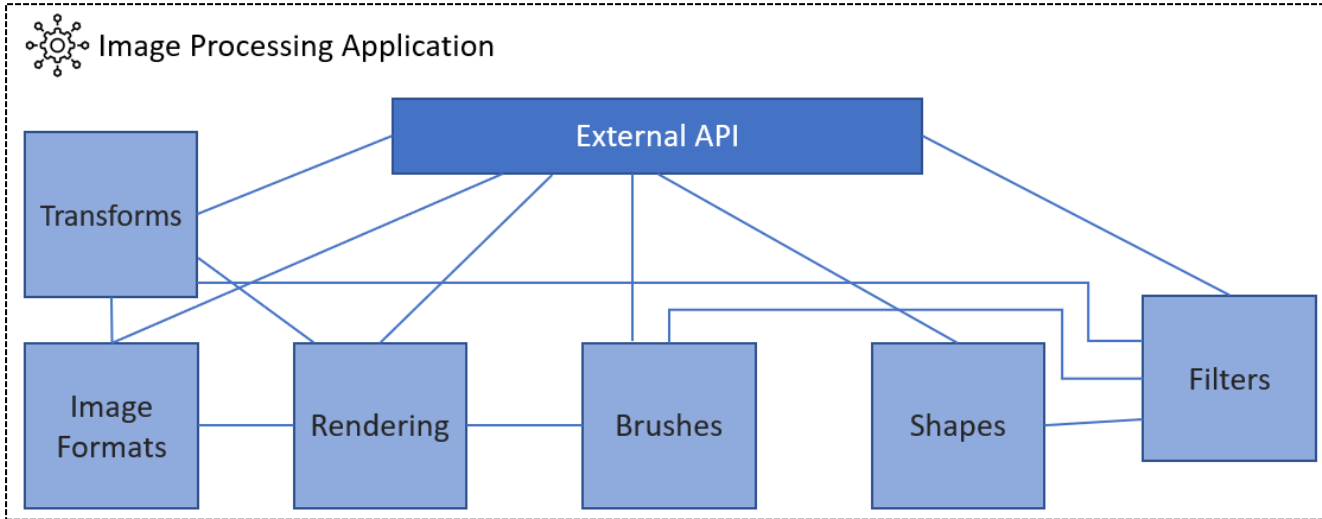 Image Processing Application
External API
Transforms
Image
Formats
Rendering
Brushes
Shapes
Filters